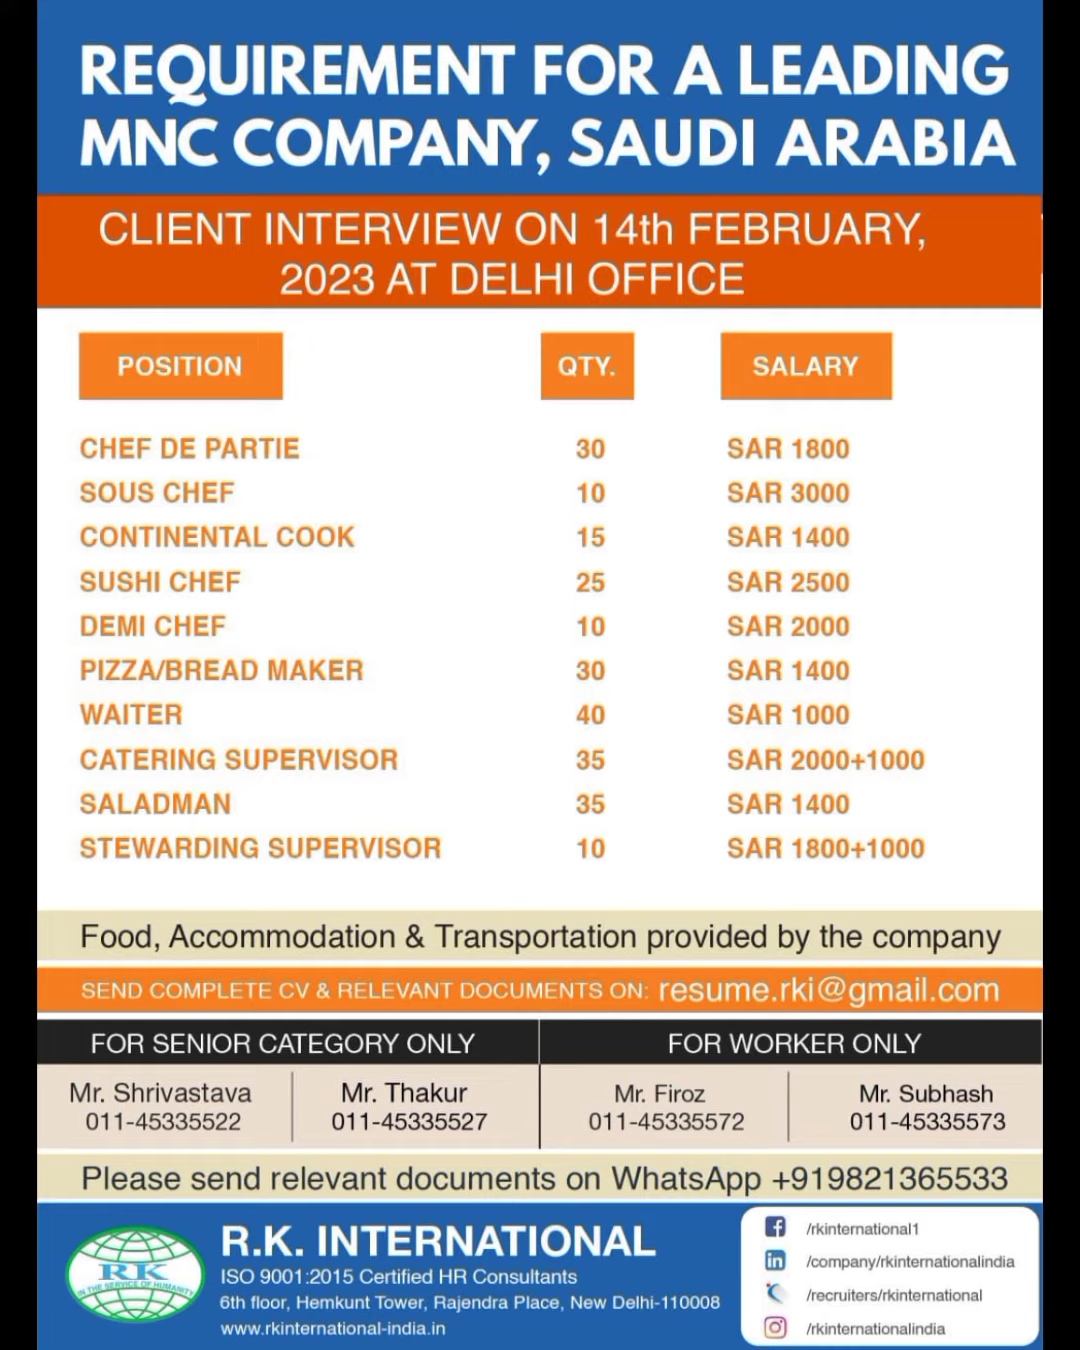 REQUIREMENT FOR A LEADING
MNC COMPANY, SAUDI ARABIA
CLIENT INTERVIEW ON 14th FEBRUARY,
2023 AT DELHI OFFICE
POSITION QTY. SALARY
CHEF DE PARTIE 30 SAR 1800
SOUS CHEF 10 SAR 3000
CONTINENTAL COOK 15 SAR 1400
SUSHI CHEF 25 SAR 2500
DEMI CHEF 10 SAR 2000
PIZZA/BREAD MAKER 30 SAR 1400
WAITER 40 SAR 1000
CATERING SUPERVISOR 35 SAR 2000+1000
SALADMAN 35 SAR 1400
STEWARDING SUPERVISOR 10 SAR 1800+1000
Food, Accommodation & Transportation provided by the company
SEND COMPLETE CV & RELEVANT DOCUMENTS ON: resume.rki@gmail.com
FOR SENIOR CATEGORY ONLY FOR WORKER ONLY
Mr. Shrivastava Mr. Thakur Mr. Firoz Mr. Subhash
011-45335522 011-45335527 011-45335572 011-45335573
Please send relevant documents on WhatsApp +919821365533
RK
IN THE SERVICE OF HUMANITY
R.K. INTERNATIONAL
ISO 9001:2015 Certified HR Consultants
6th floor, Hemkunt Tower, Rajendra Place, New Delhi-110008
www.rkinternational-india.in
/rkinternational1
/company/rkinternationalindia
/recruiters/rkinternational
/rkinternationalindia